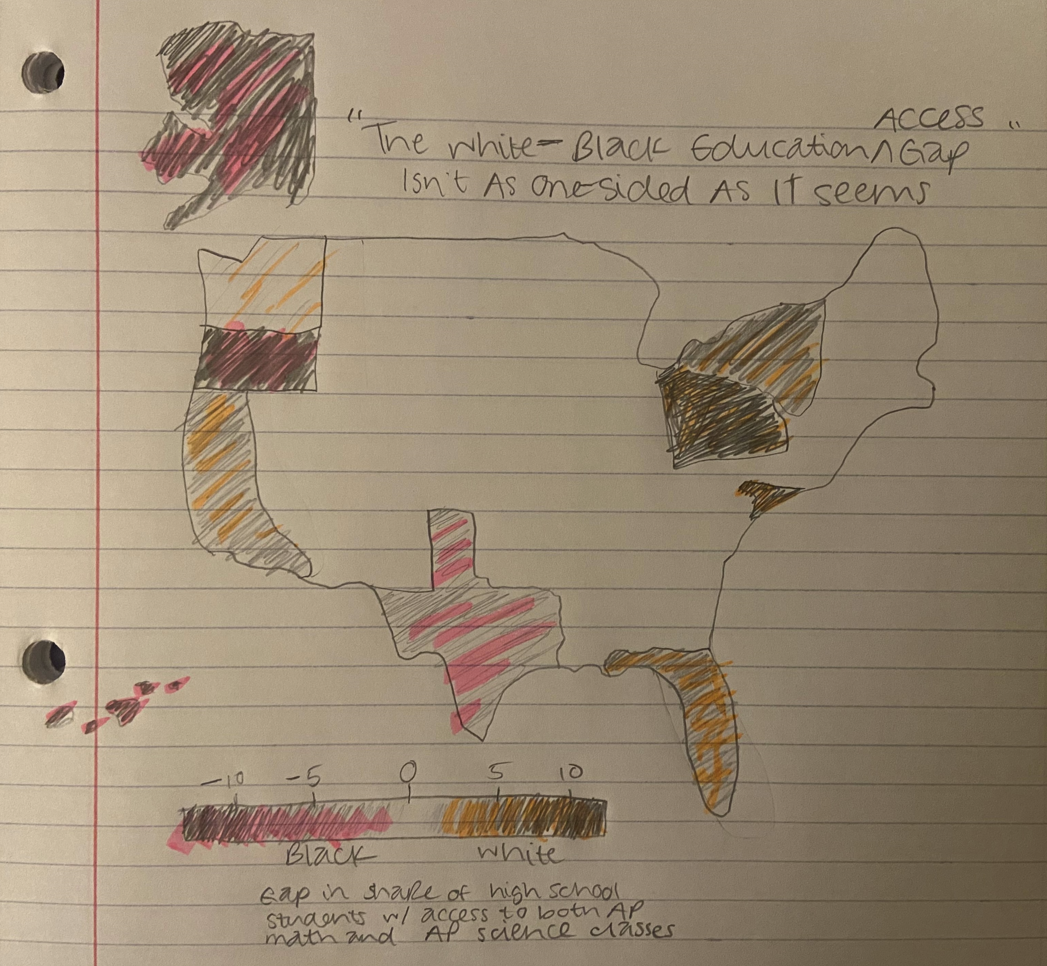 ACCESS
"The white-Black Education ^ Gap
Isn't As one-sided As It seems"
-10 -5 0 5 10
Black white
Gap in share of high school
students w/ access to both AP
math and AP science classes